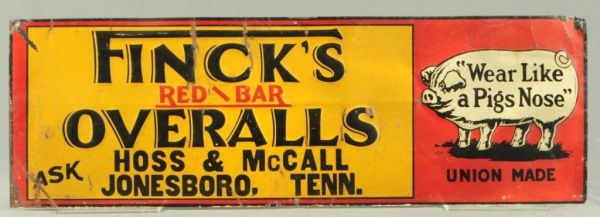 FINCK'S
RED BAR
OVERALLS
ASK HOSS & McCALL
JONESBORO, TENN.
"Wear Like
a Pigs Nose"
UNION MADE